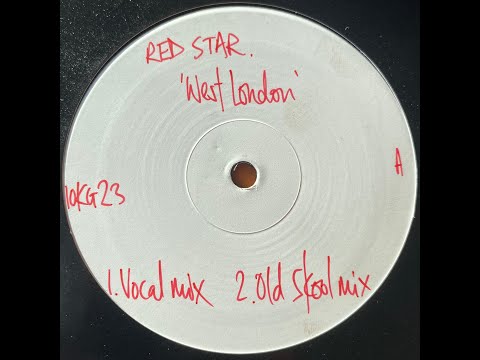 RED STAR.
'West London'
A
10KG23
1. Vocal mix 2. Old Skool mix